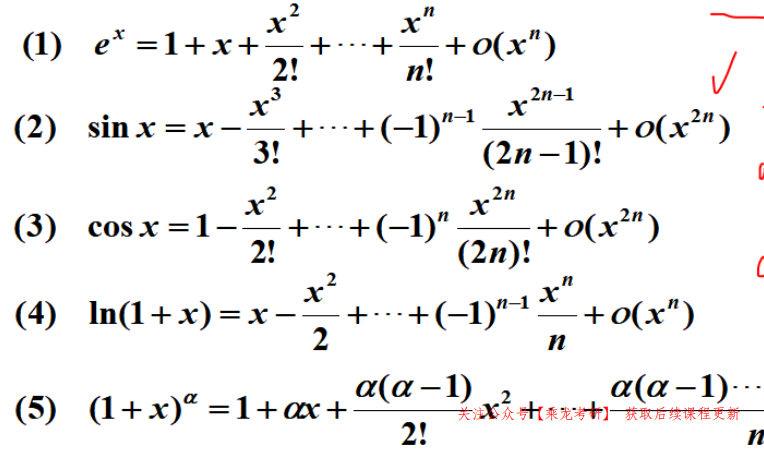 (1) e^x = 1 + x + x^2/2! + ⋯ + x^n/n! + o(x^n)
(2) sin x = x − x^3/3! + ⋯ + (−1)^{n−1} x^{2n−1}/(2n−1)! + o(x^{2n})
(3) cos x = 1 − x^2/2! + ⋯ + (−1)^n x^{2n}/(2n)! + o(x^{2n})
(4) ln(1 + x) = x − x^2/2 + ⋯ + (−1)^{n−1} x^n/n + o(x^n)
(5) (1 + x)^α = 1 + αx + α(α−1)/2! x^2 + ⋯ + α(α−1)⋯/n
关注公众号【乘龙考研】 获取后续课程更新